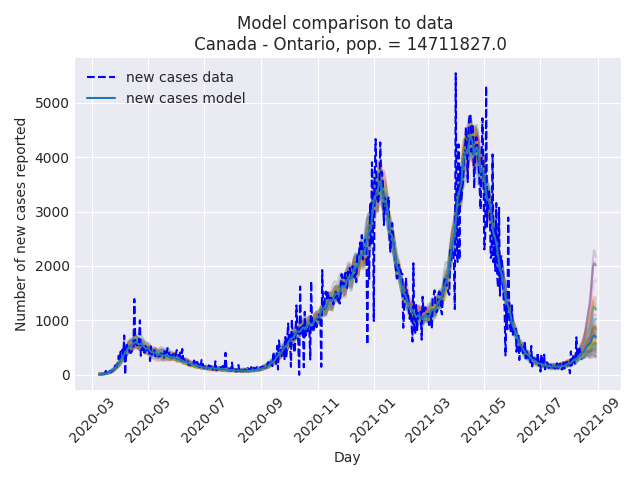 Model comparison to data
Canada - Ontario, pop. = 14711827.0
new cases data
new cases model
Number of new cases reported
5000
4000
3000
2000
1000
0
2020-03
2020-05
2020-07
2020-09
2020-11
2021-01
2021-03
2021-05
2021-07
2021-09
Day